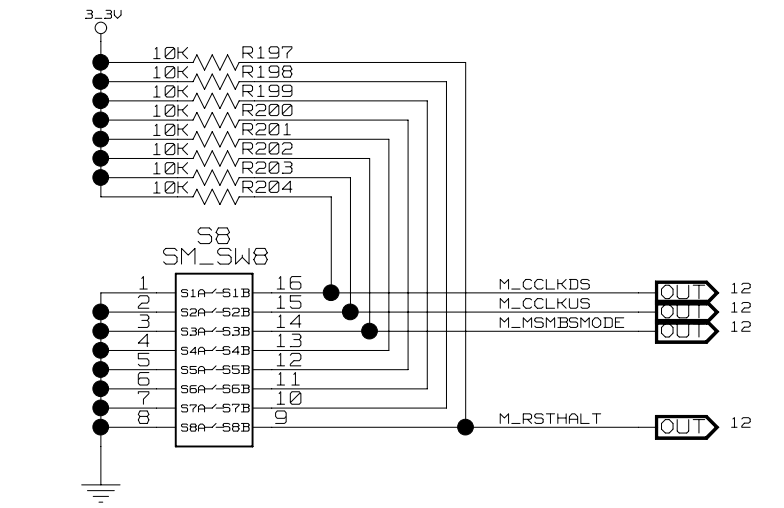 3_3V
10K R197
10K R198
10K R199
10K R200
10K R201
10K R202
10K R203
10K R204
S8
SM_SW8
1 S1A S1B 16 M_CCLKDS OUT 12
2 S2A S2B 15 M_CCLKUS OUT 12
3 S3A S3B 14 M_MSMBSMODE OUT 12
4 S4A S4B 13
5 S5A S5B 12
6 S6A S6B 11
7 S7A S7B 10
8 S8A S8B 9 M_RSTHALT OUT 12